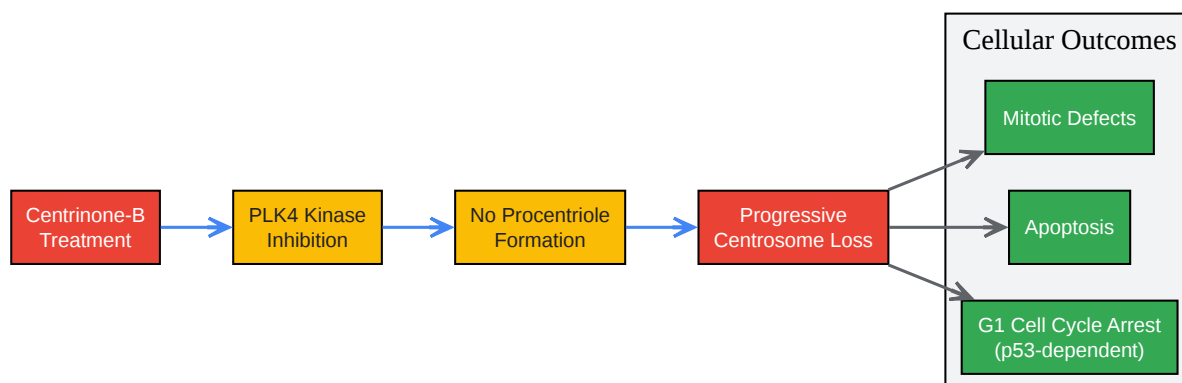 Cellular Outcomes
Mitotic Defects
Centrinone-B
Treatment
PLK4 Kinase
Inhibition
No Procentriole
Formation
Progressive
Centrosome Loss
Apoptosis
G1 Cell Cycle Arrest
(p53-dependent)